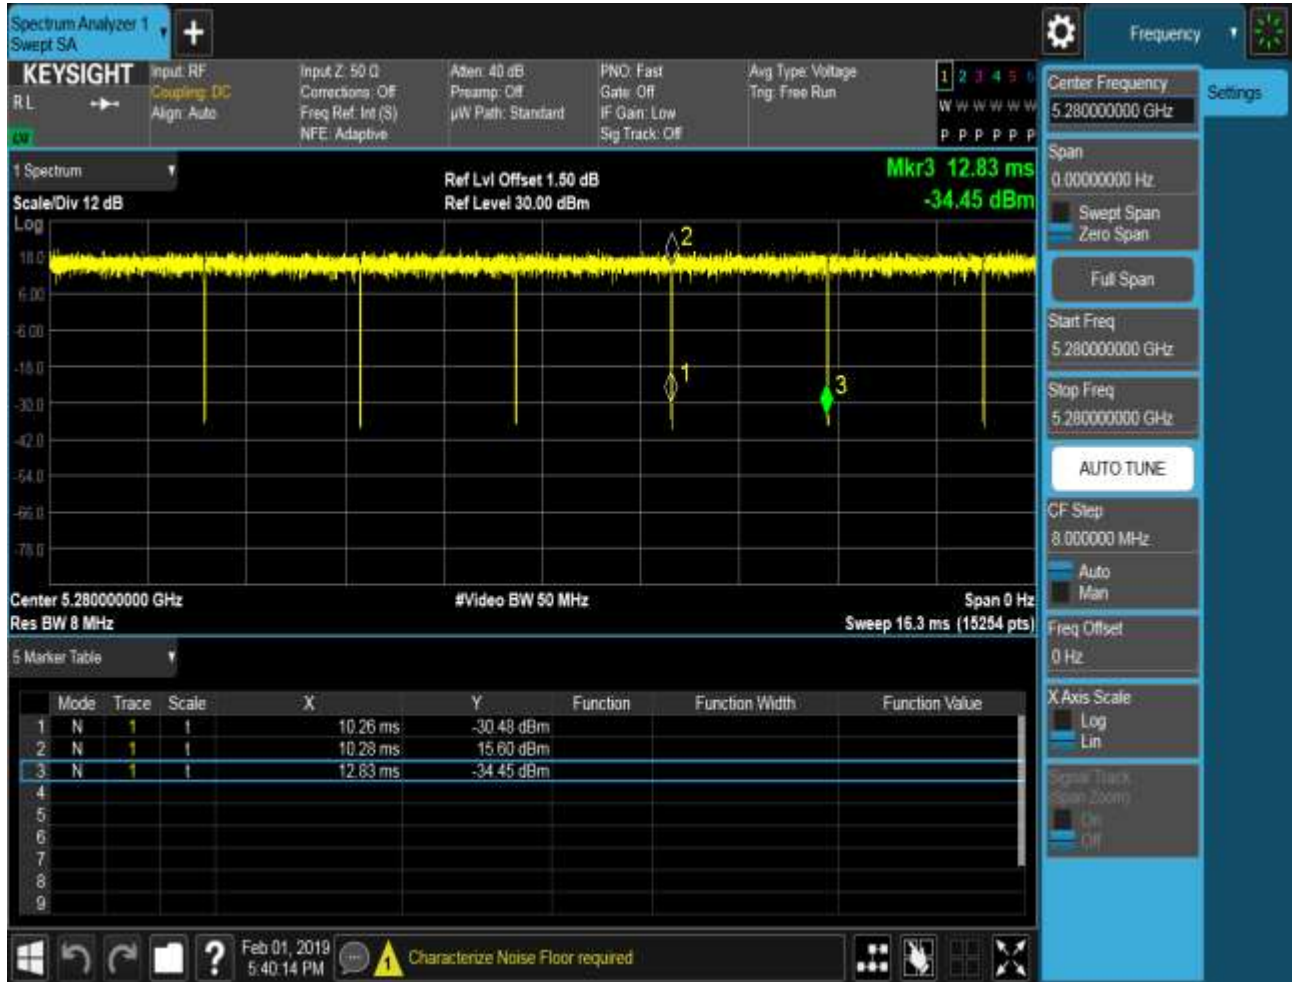 Spectrum Analyzer 1
Swept SA
Frequency
KEYSIGHT
RL
Input: RF
Coupling: DC
Align: Auto
Input Z: 50 Ω
Corrections: Off
Freq Ref: Int (S)
NFE: Adaptive
Atten: 40 dB
Preamp: Off
µW Path: Standard
PNO: Fast
Gate: Off
IF Gain: Low
Sig Track: Off
Avg Type: Voltage
Trig: Free Run
1 2 3 4 5 6
W W W W W W
P P P P P P
1 Spectrum
Scale/Div 12 dB
Ref Lvl Offset 1.50 dB
Ref Level 30.00 dBm
Mkr3 12.83 ms
-34.45 dBm
Log
18.0
6.00
-6.00
-18.0
-30.0
-42.0
-54.0
-66.0
-78.0
2
1
3
Center 5.280000000 GHz
#Video BW 50 MHz
Span 0 Hz
Res BW 8 MHz
Sweep 16.3 ms (15254 pts)
5 Marker Table
Mode Trace Scale X Y Function Function Width Function Value
1 N 1 t 10.26 ms -30.48 dBm
2 N 1 t 10.28 ms 15.60 dBm
3 N 1 t 12.83 ms -34.45 dBm
4
5
6
7
8
9
Feb 01, 2019
5:40:14 PM
1
Characterize Noise Floor required
Settings
Center Frequency
5.280000000 GHz
Span
0.00000000 Hz
Swept Span
Zero Span
Full Span
Start Freq
5.280000000 GHz
Stop Freq
5.280000000 GHz
AUTO TUNE
CF Step
8.000000 MHz
Auto
Man
Freq Offset
0 Hz
X Axis Scale
Log
Lin
Signal Track
(Span Zoom)
On
Off